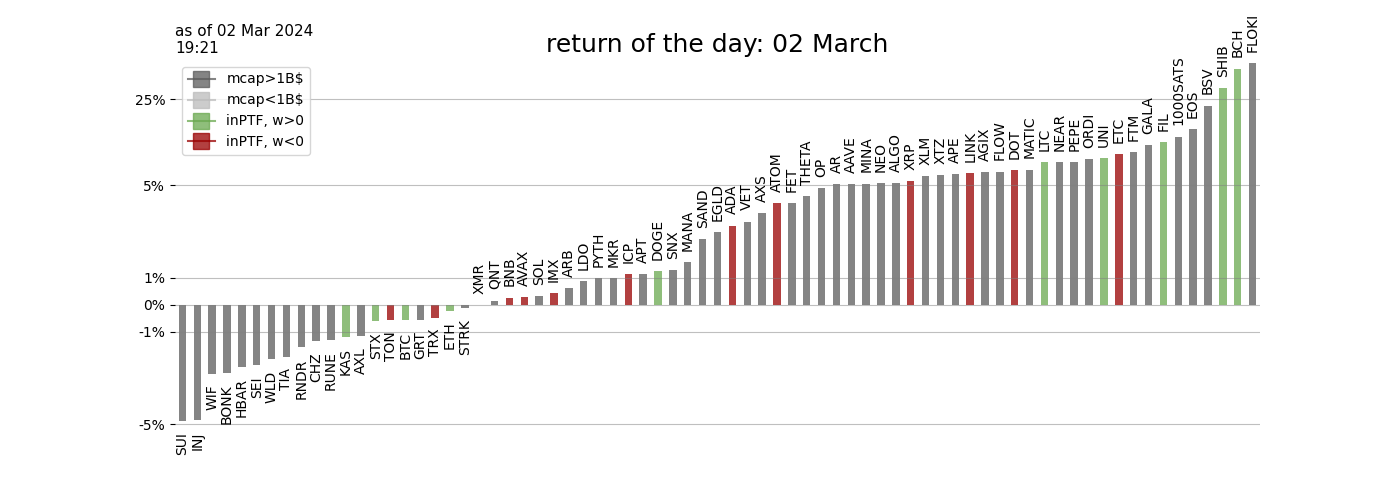 as of 02 Mar 2024
19:21
return of the day: 02 March
mcap>1B$
mcap<1B$
inPTF, w>0
inPTF, w<0
25%
5%
1%
0%
-1%
-5%
SUI
INJ
WIF
BONK
HBAR
SEI
WLD
TIA
RNDR
CHZ
RUNE
KAS
AXL
STX
TON
BTC
GRT
TRX
ETH
STRK
XMR
QNT
BNB
AVAX
SOL
IMX
ARB
LDO
PYTH
MKR
ICP
APT
DOGE
SNX
MANA
SAND
EGLD
ADA
VET
AXS
ATOM
FET
THETA
OP
AR
AAVE
MINA
NEO
ALGO
XRP
XLM
XTZ
APE
LINK
AGIX
FLOW
DOT
MATIC
LTC
NEAR
PEPE
ORDI
UNI
ETC
FTM
GALA
FIL
1000SATS
EOS
BSV
SHIB
BCH
FLOKI